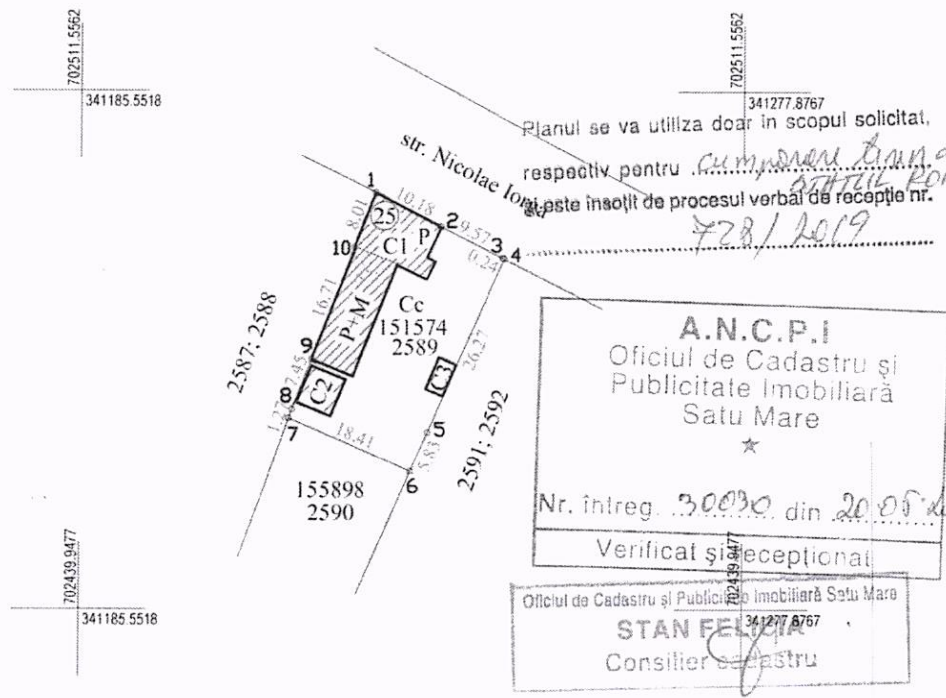 702511.5562
341185.5518
702511.5562
341277.8767
Planul se va utiliza doar in scopul solicitat,
respectiv pentru cumparare
și este însoțit de procesul verbal de recepție nr.
728 / 2019
str. Nicolae
1
10.18
2
9.57
3
4
0.24
8.01
25
P
C1
10
16.71
P+M
Cc
151574
2589
26.27
C3
9
7.45
C2
8
1.27
7
18.41
5
5.83
6
2587; 2588
2591; 2592
155898
2590
A.N.C.P.I
Oficiul de Cadastru și
Publicitate Imobiliară
Satu Mare
Nr. întreg. 30030 din 20 05
Verificat și recepționat
702439.9477
341185.5518
702439.9477
341277.8767
Oficiul de Cadastru și Publicitate Imobiliară Satu Mare
STAN FELICIA
Consilier cadastru